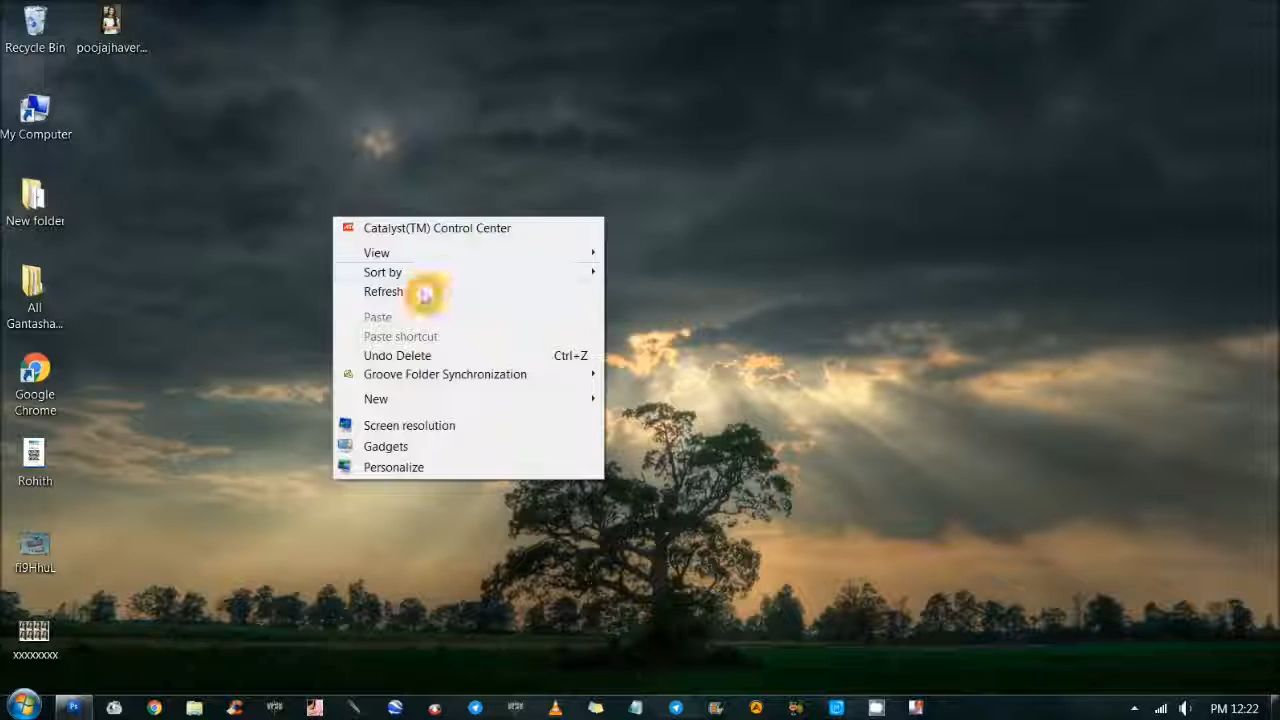 Recycle Bin
poojajhaver...
My Computer
New folder
All
Gantasha...
Google
Chrome
Rohith
fi9HhuL
xxxxxxxx
Catalyst(TM) Control Center
View
Sort by
Refresh
Paste
Paste shortcut
Undo Delete Ctrl+Z
Groove Folder Synchronization
New
Screen resolution
Gadgets
Personalize
Ps
PM 12:22